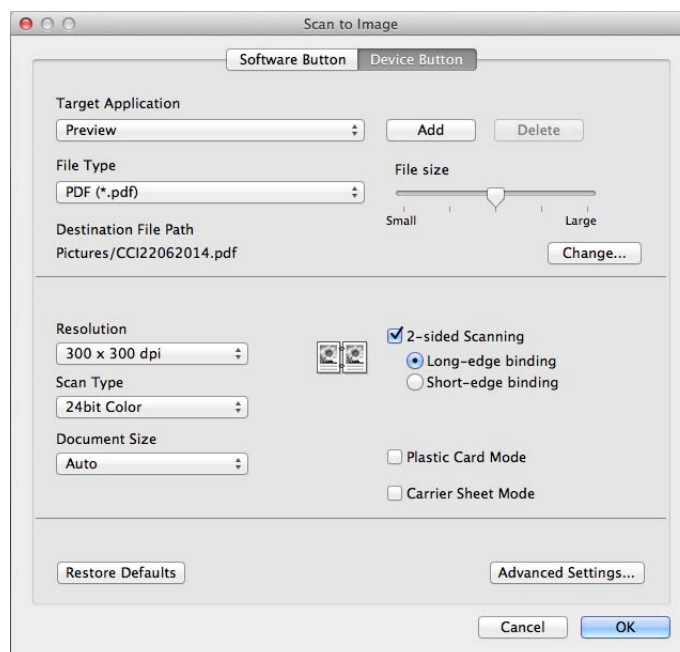 Scan to Image
Software Button Device Button
Target Application
Preview Add Delete
File Type File size
PDF (*.pdf)
Small Large
Destination File Path
Pictures/CCI22062014.pdf Change...
Resolution 2-sided Scanning
300 x 300 dpi Long-edge binding
Scan Type Short-edge binding
24bit Color
Document Size
Auto Plastic Card Mode
Carrier Sheet Mode
Restore Defaults Advanced Settings...
Cancel OK